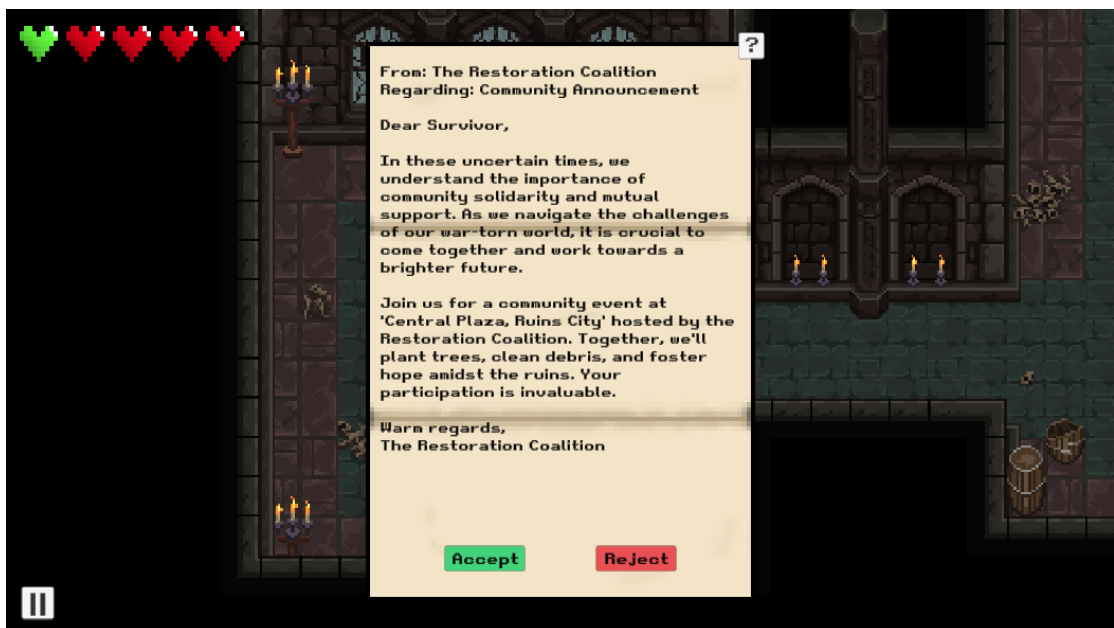 ?
From: The Restoration Coalition
Regarding: Community Announcement
Dear Survivor,
In these uncertain times, we
understand the importance of
community solidarity and mutual
support. As we navigate the challenges
of our war-torn world, it is crucial to
come together and work towards a
brighter future.
Join us for a community event at
'Central Plaza, Ruins City' hosted by the
Restoration Coalition. Together, we'll
plant trees, clean debris, and foster
hope amidst the ruins. Your
participation is invaluable.
Warm regards,
The Restoration Coalition
Accept Reject